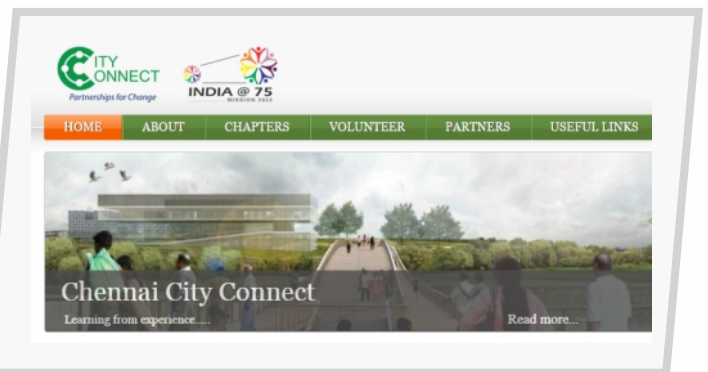 CITY
CONNECT
Partnerships for Change
INDIA @ 75
MISSION 2022
HOME ABOUT CHAPTERS VOLUNTEER PARTNERS USEFUL LINKS
Chennai City Connect
Learning from experience.....
Read more...